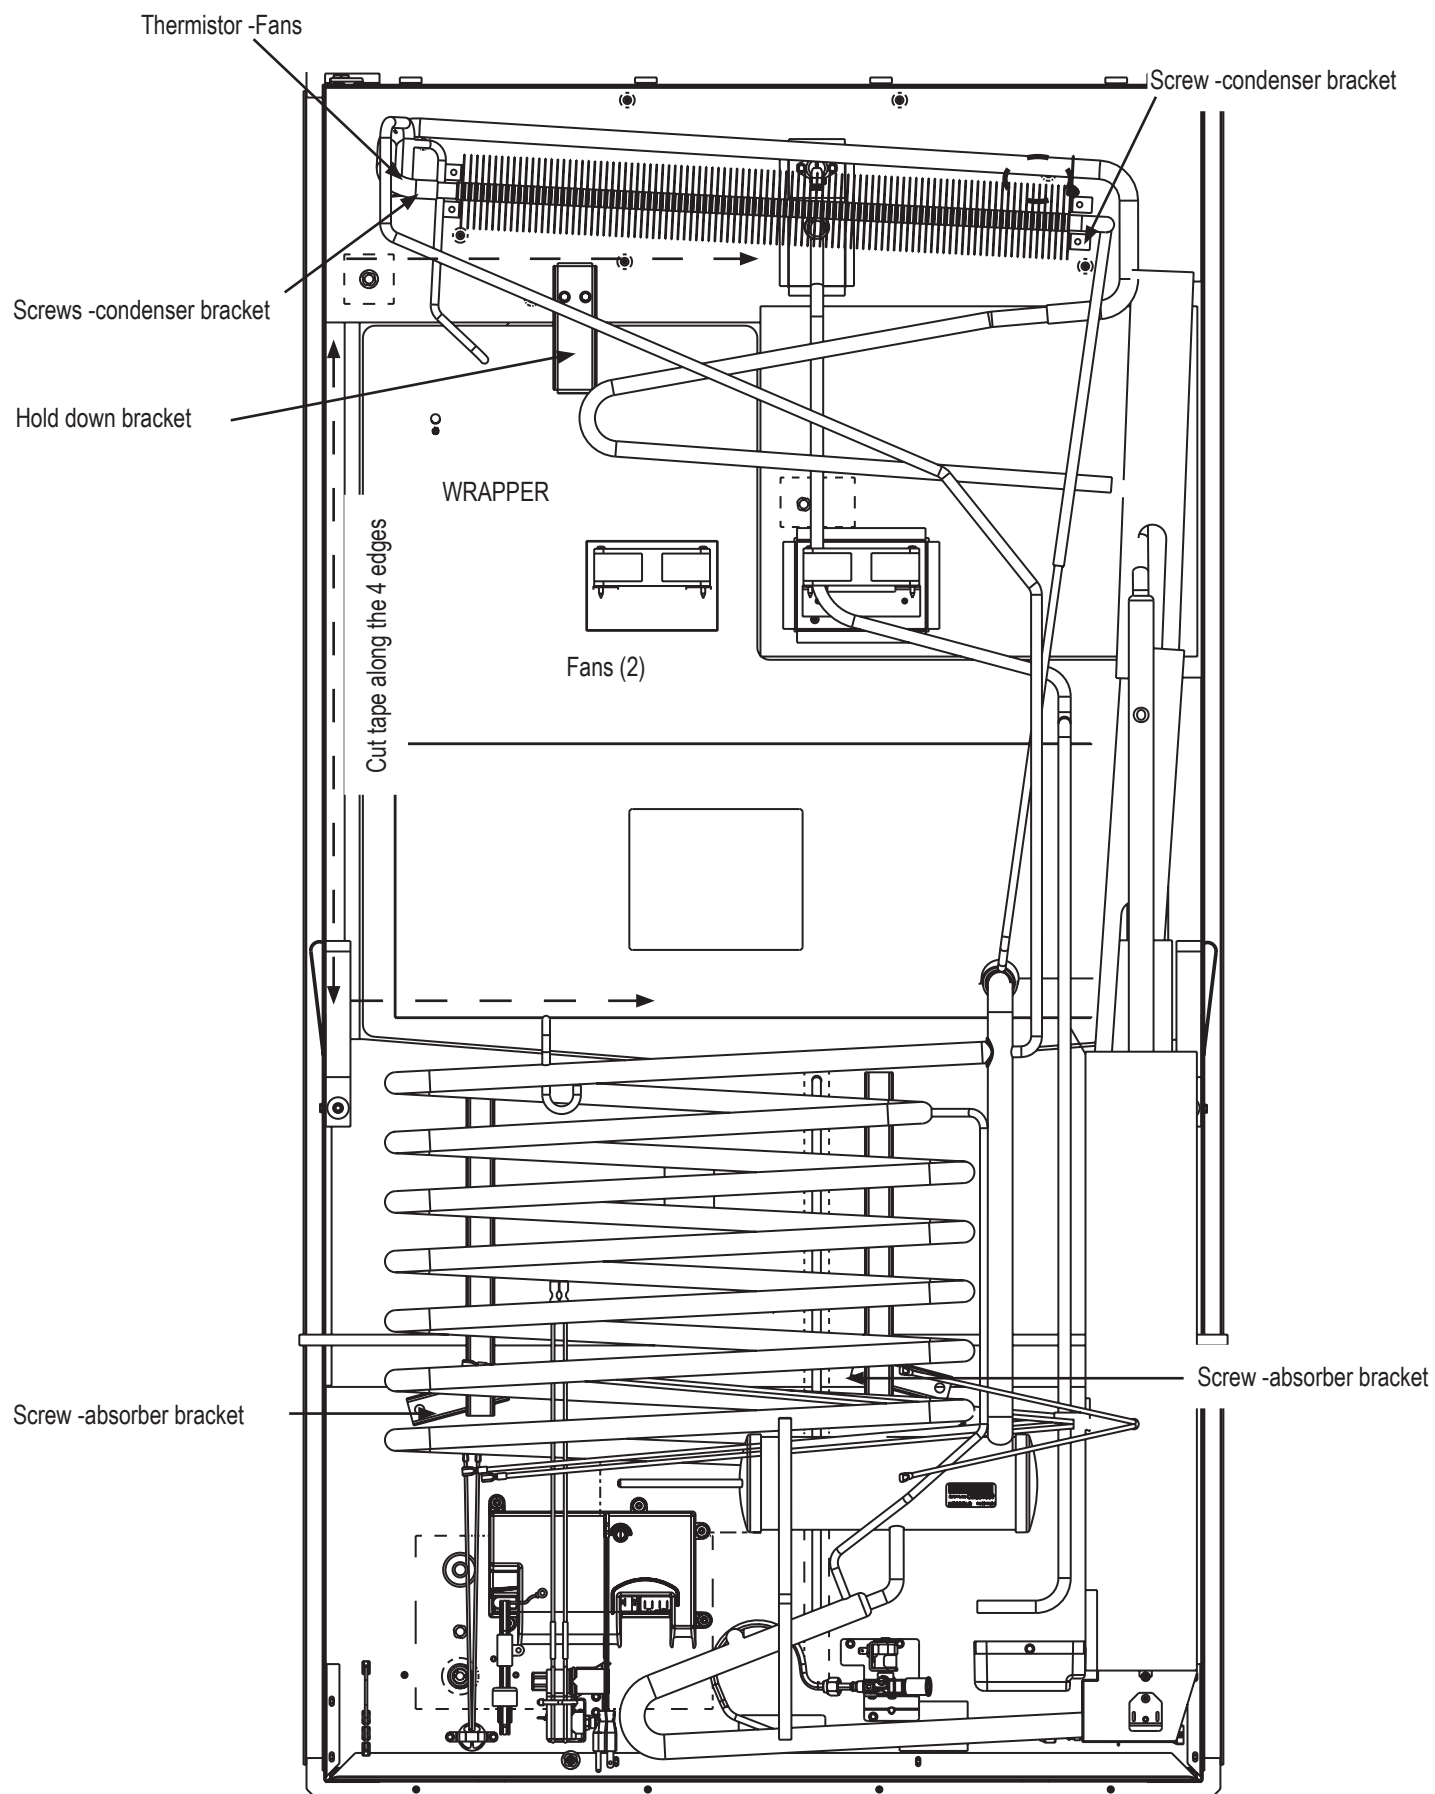 Thermistor -Fans
Screw -condenser bracket
Screws -condenser bracket
Hold down bracket
WRAPPER
Cut tape along the 4 edges
Fans (2)
Screw -absorber bracket
Screw -absorber bracket